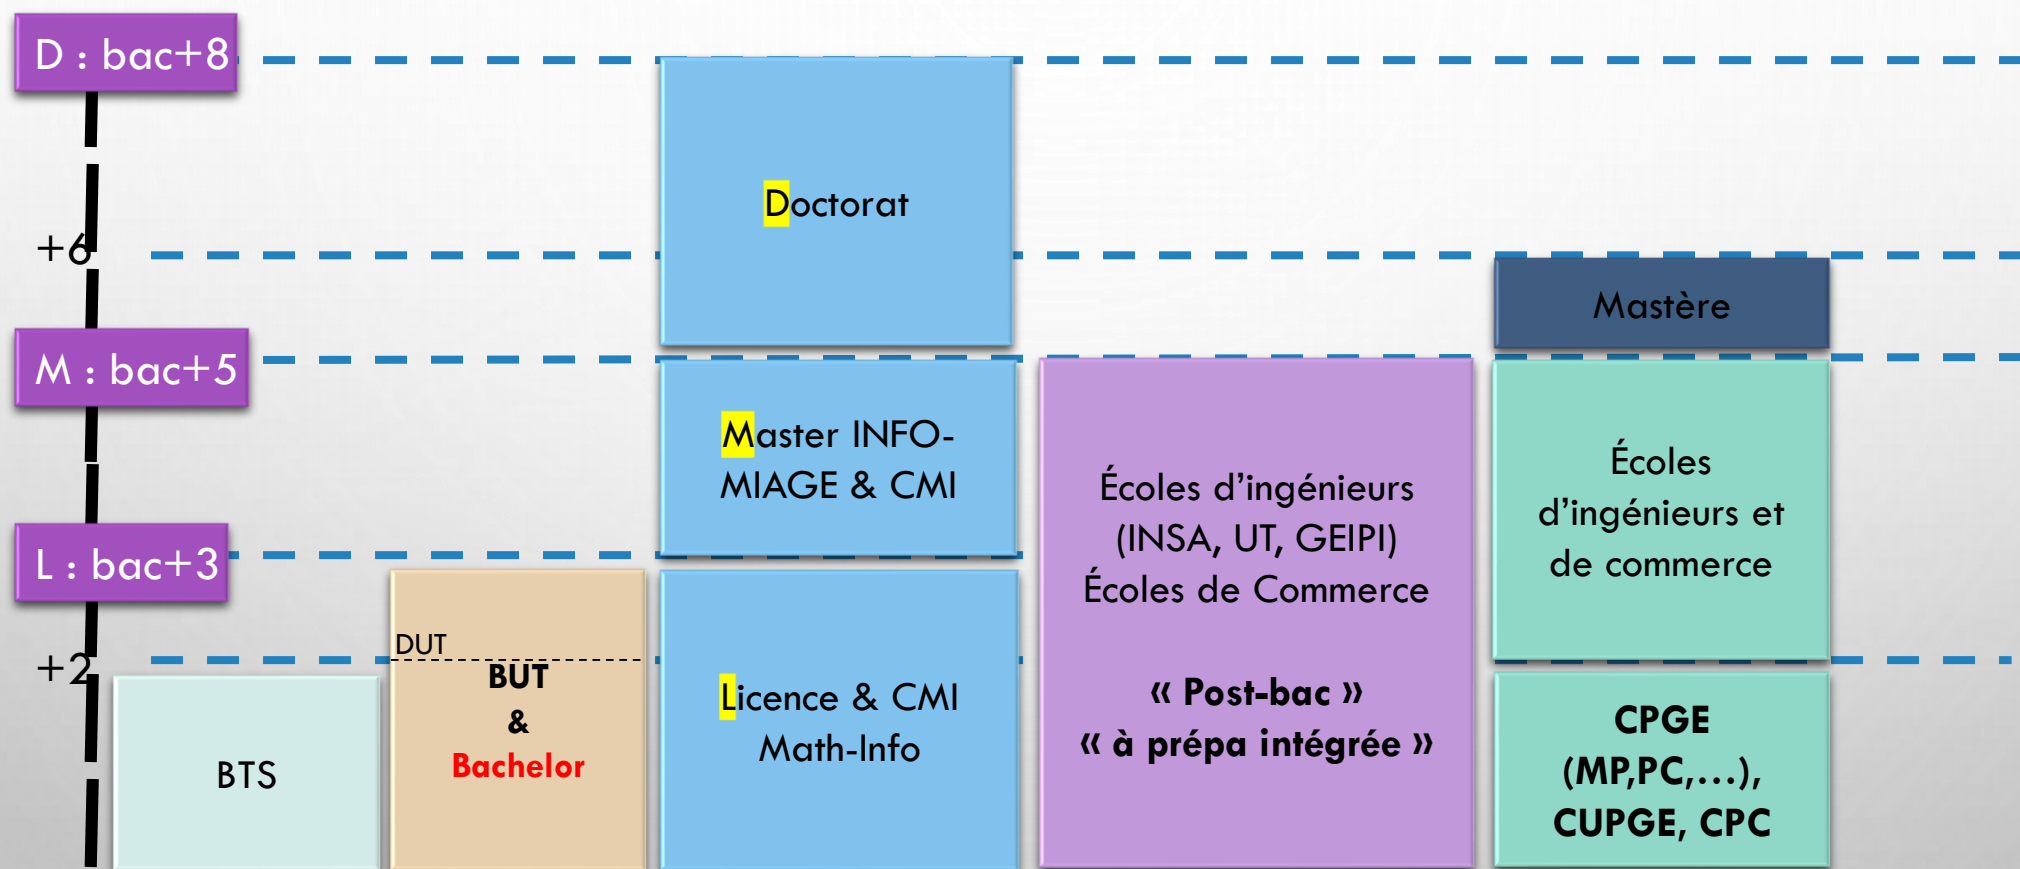 D : bac+8
Doctorat
+6
Mastère
M : bac+5
Master INFO-
MIAGE & CMI
Écoles d'ingénieurs
(INSA, UT, GEIPI)
Écoles de Commerce
« Post-bac »
« à prépa intégrée »
Écoles
d'ingénieurs et
de commerce
L : bac+3
+2
DUT
BUT
&
Bachelor
Licence & CMI
Math-Info
BTS
CPGE
(MP,PC,…),
CUPGE, CPC